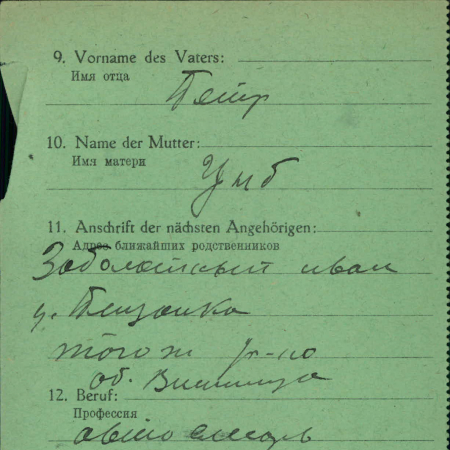 9. Vorname des Vaters:
Имя отца
Петр
10. Name der Mutter:
Имя матери
11. Anschrift der nächsten Angehörigen:
Адрес ближайших родственников
Заболотный иван
д.
того ж р-но
об. Винница
12. Beruf:
Профессия
авто слесарь